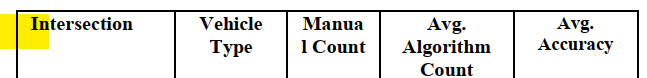 Intersection Vehicle Manua Avg. Avg.
Type l Count Algorithm Accuracy
Count